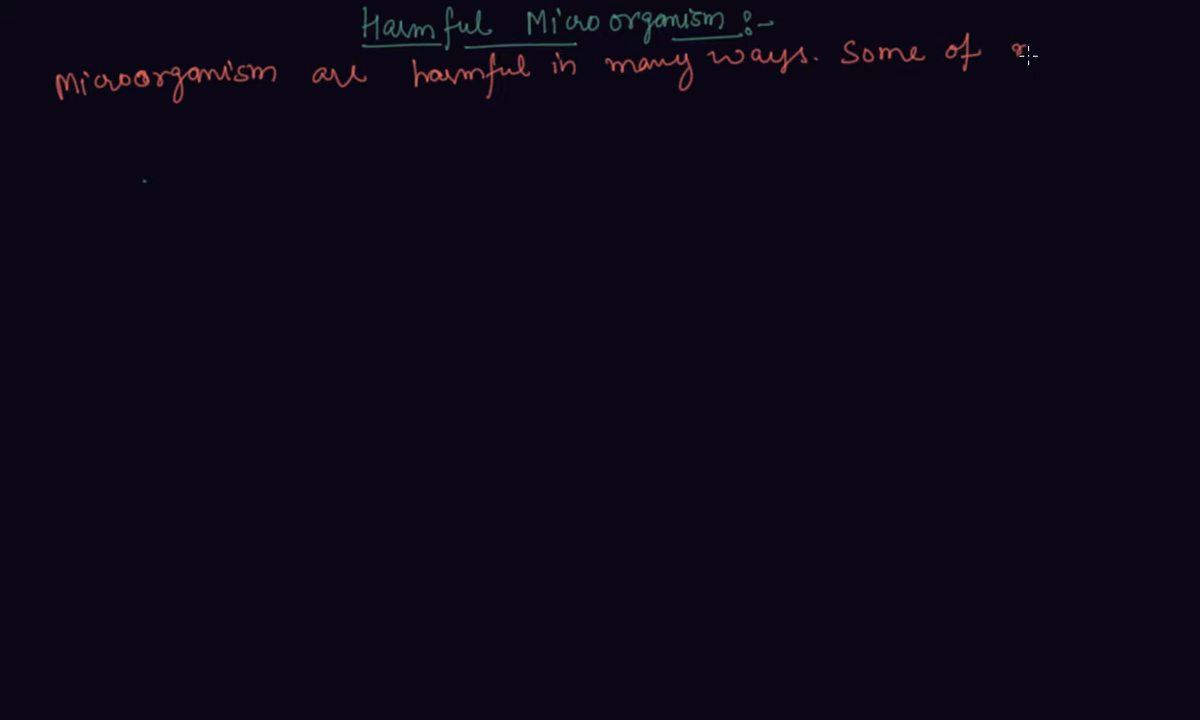 Harmful Microorganism :-
Microorganism are harmful in many ways. Some of